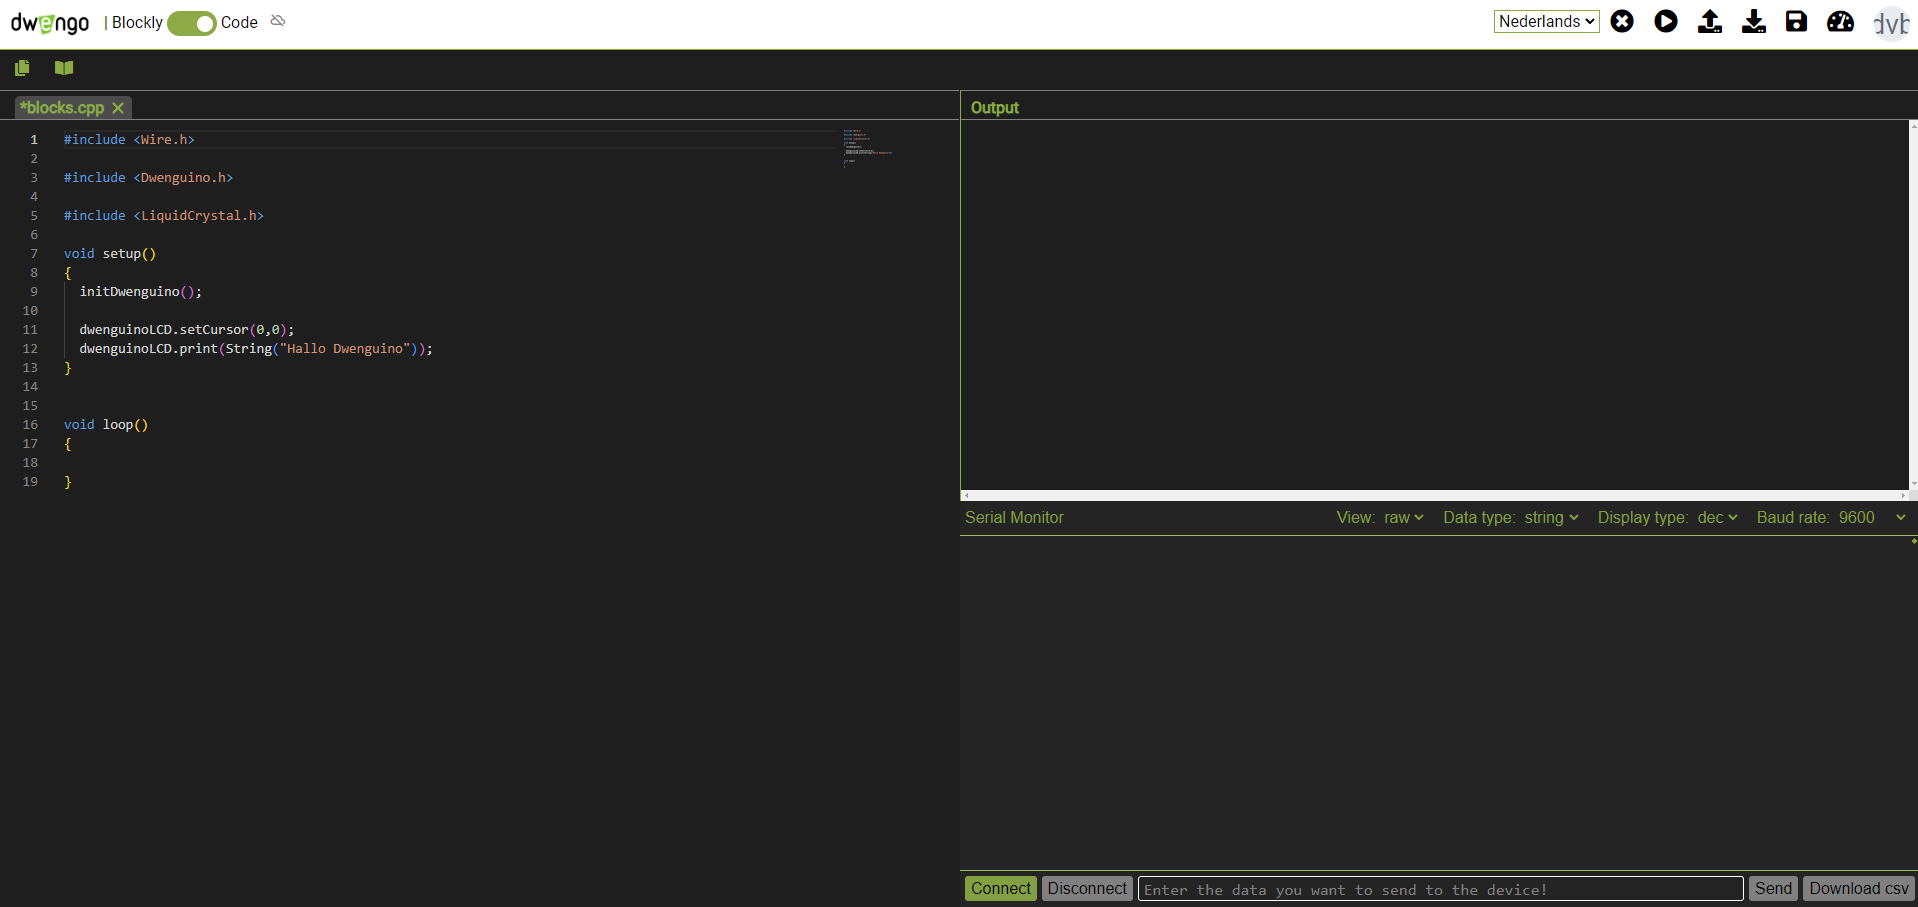 dwengo | Blockly Code Nederlands dvb
*blocks.cpp
1 #include <Wire.h>
2
3 #include <Dwenguino.h>
4
5 #include <LiquidCrystal.h>
6
7 void setup()
8 {
9 initDwenguino();
10
11 dwenguinoLCD.setCursor(0,0);
12 dwenguinoLCD.print(String("Hallo Dwenguino"));
13 }
14
15
16 void loop()
17 {
18
19 }
Output
Serial Monitor View: raw Data type: string Display type: dec Baud rate: 9600
Connect Disconnect Enter the data you want to send to the device! Send Download csv